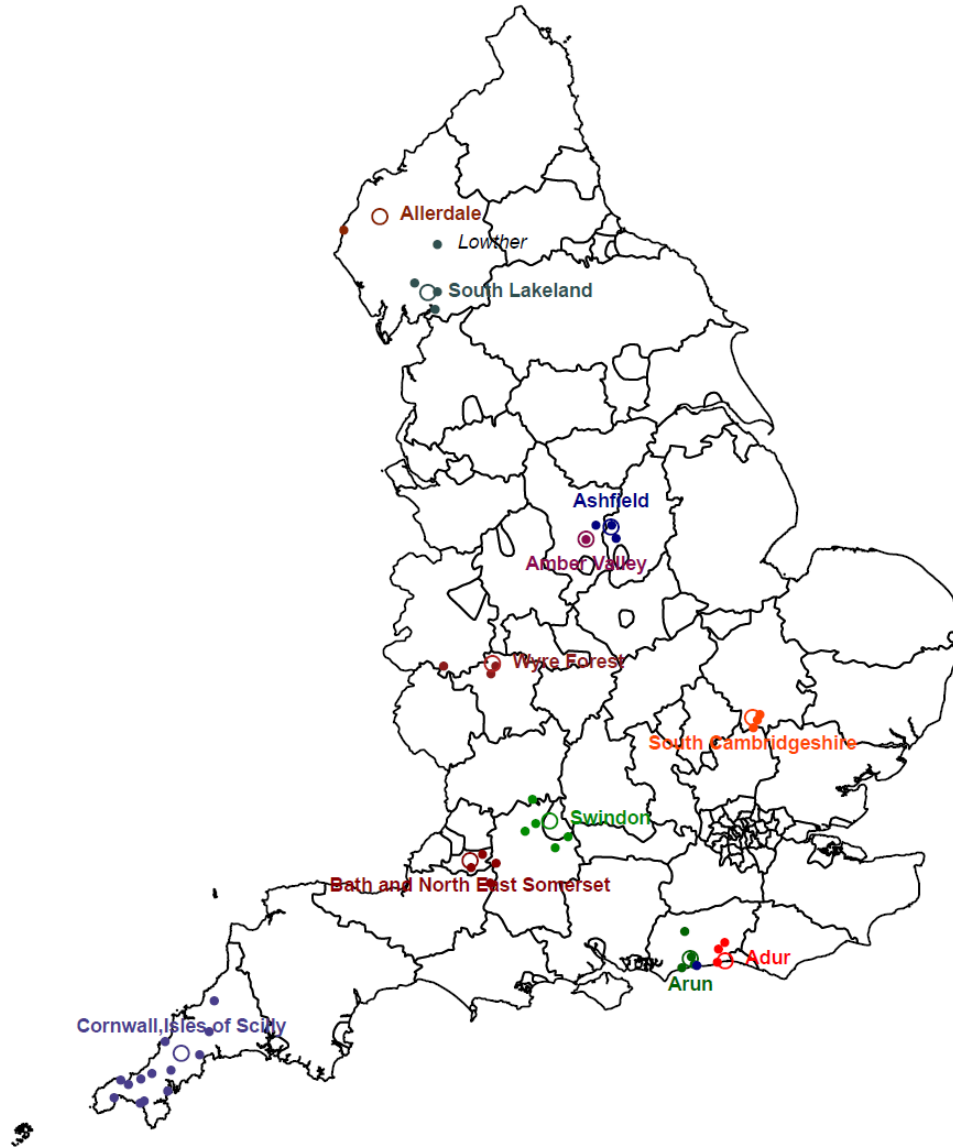 Allerdale
Lowther
South Lakeland
Ashfield
Amber Valley
Wyre Forest
South Cambridgeshire
Swindon
Bath and North East Somerset
Adur
Arun
Cornwall,Isles of Scilly